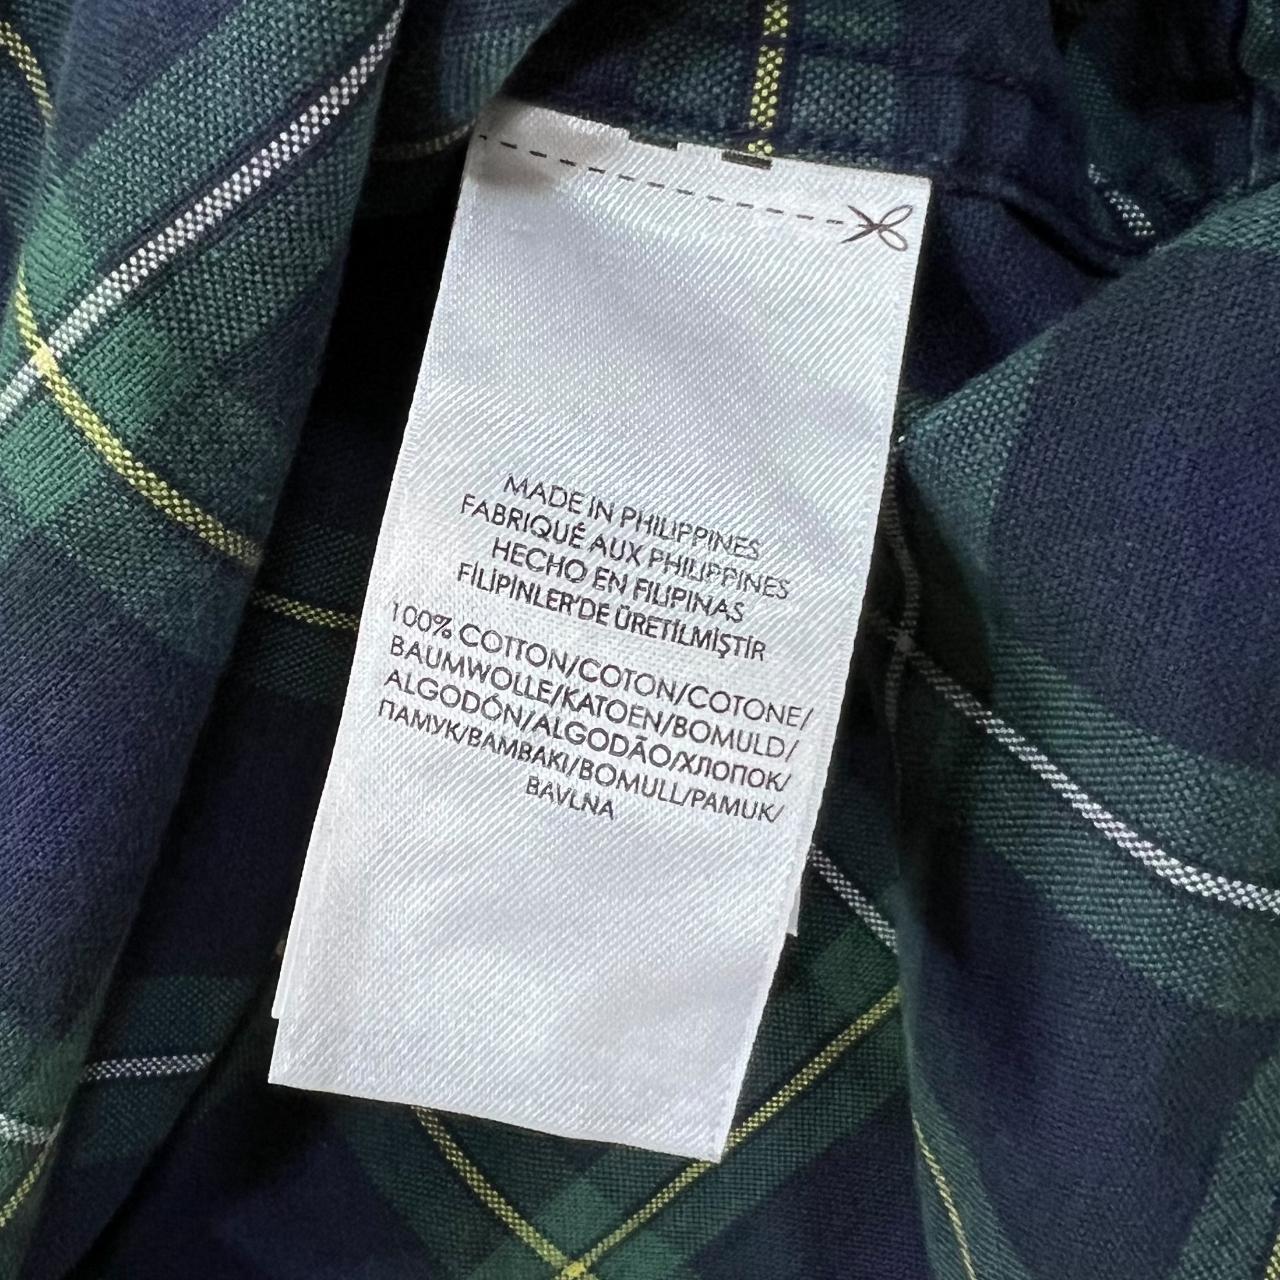 MADE IN PHILIPPINES
FABRIQUÉ AUX PHILIPPINES
HECHO EN FILIPINAS
FİLİPİNLER'DE ÜRETİLMİŞTİR
100% COTTON/COTON/COTONE/
BAUMWOLLE/KATOEN/BOMULD/
ALGODÓN/ALGODÃO/ХЛОПОК/
ПАМУК/ΒΑΜΒΑΚΙ/BOMULL/PAMUK/
BAVLNA